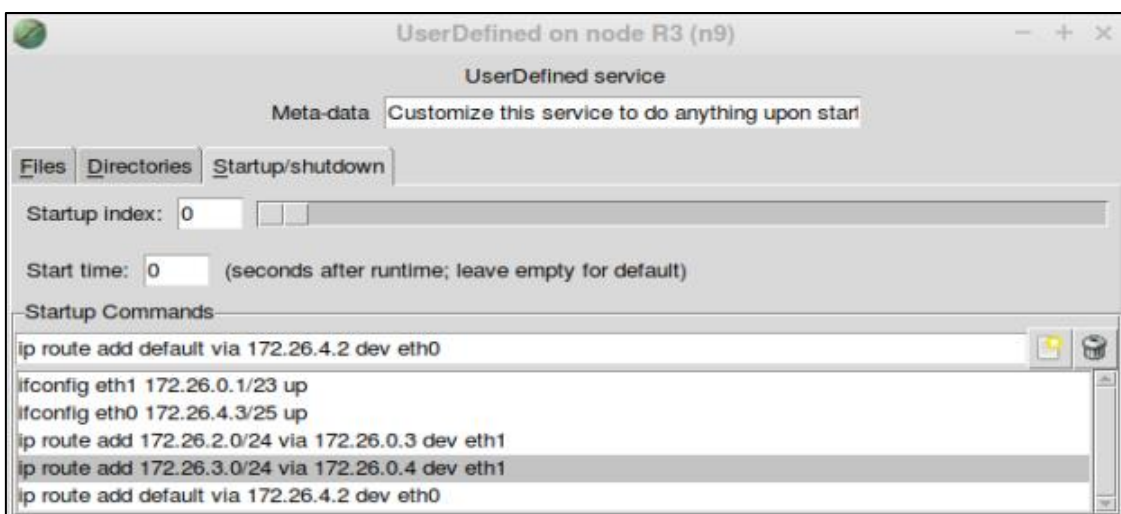 UserDefined on node R3 (n9)
UserDefined service
Meta-data Customize this service to do anything upon start
Files Directories Startup/shutdown
Startup index: 0
Start time: 0 (seconds after runtime; leave empty for default)
Startup Commands
ip route add default via 172.26.4.2 dev eth0
ifconfig eth1 172.26.0.1/23 up
ifconfig eth0 172.26.4.3/25 up
ip route add 172.26.2.0/24 via 172.26.0.3 dev eth1
ip route add 172.26.3.0/24 via 172.26.0.4 dev eth1
ip route add default via 172.26.4.2 dev eth0